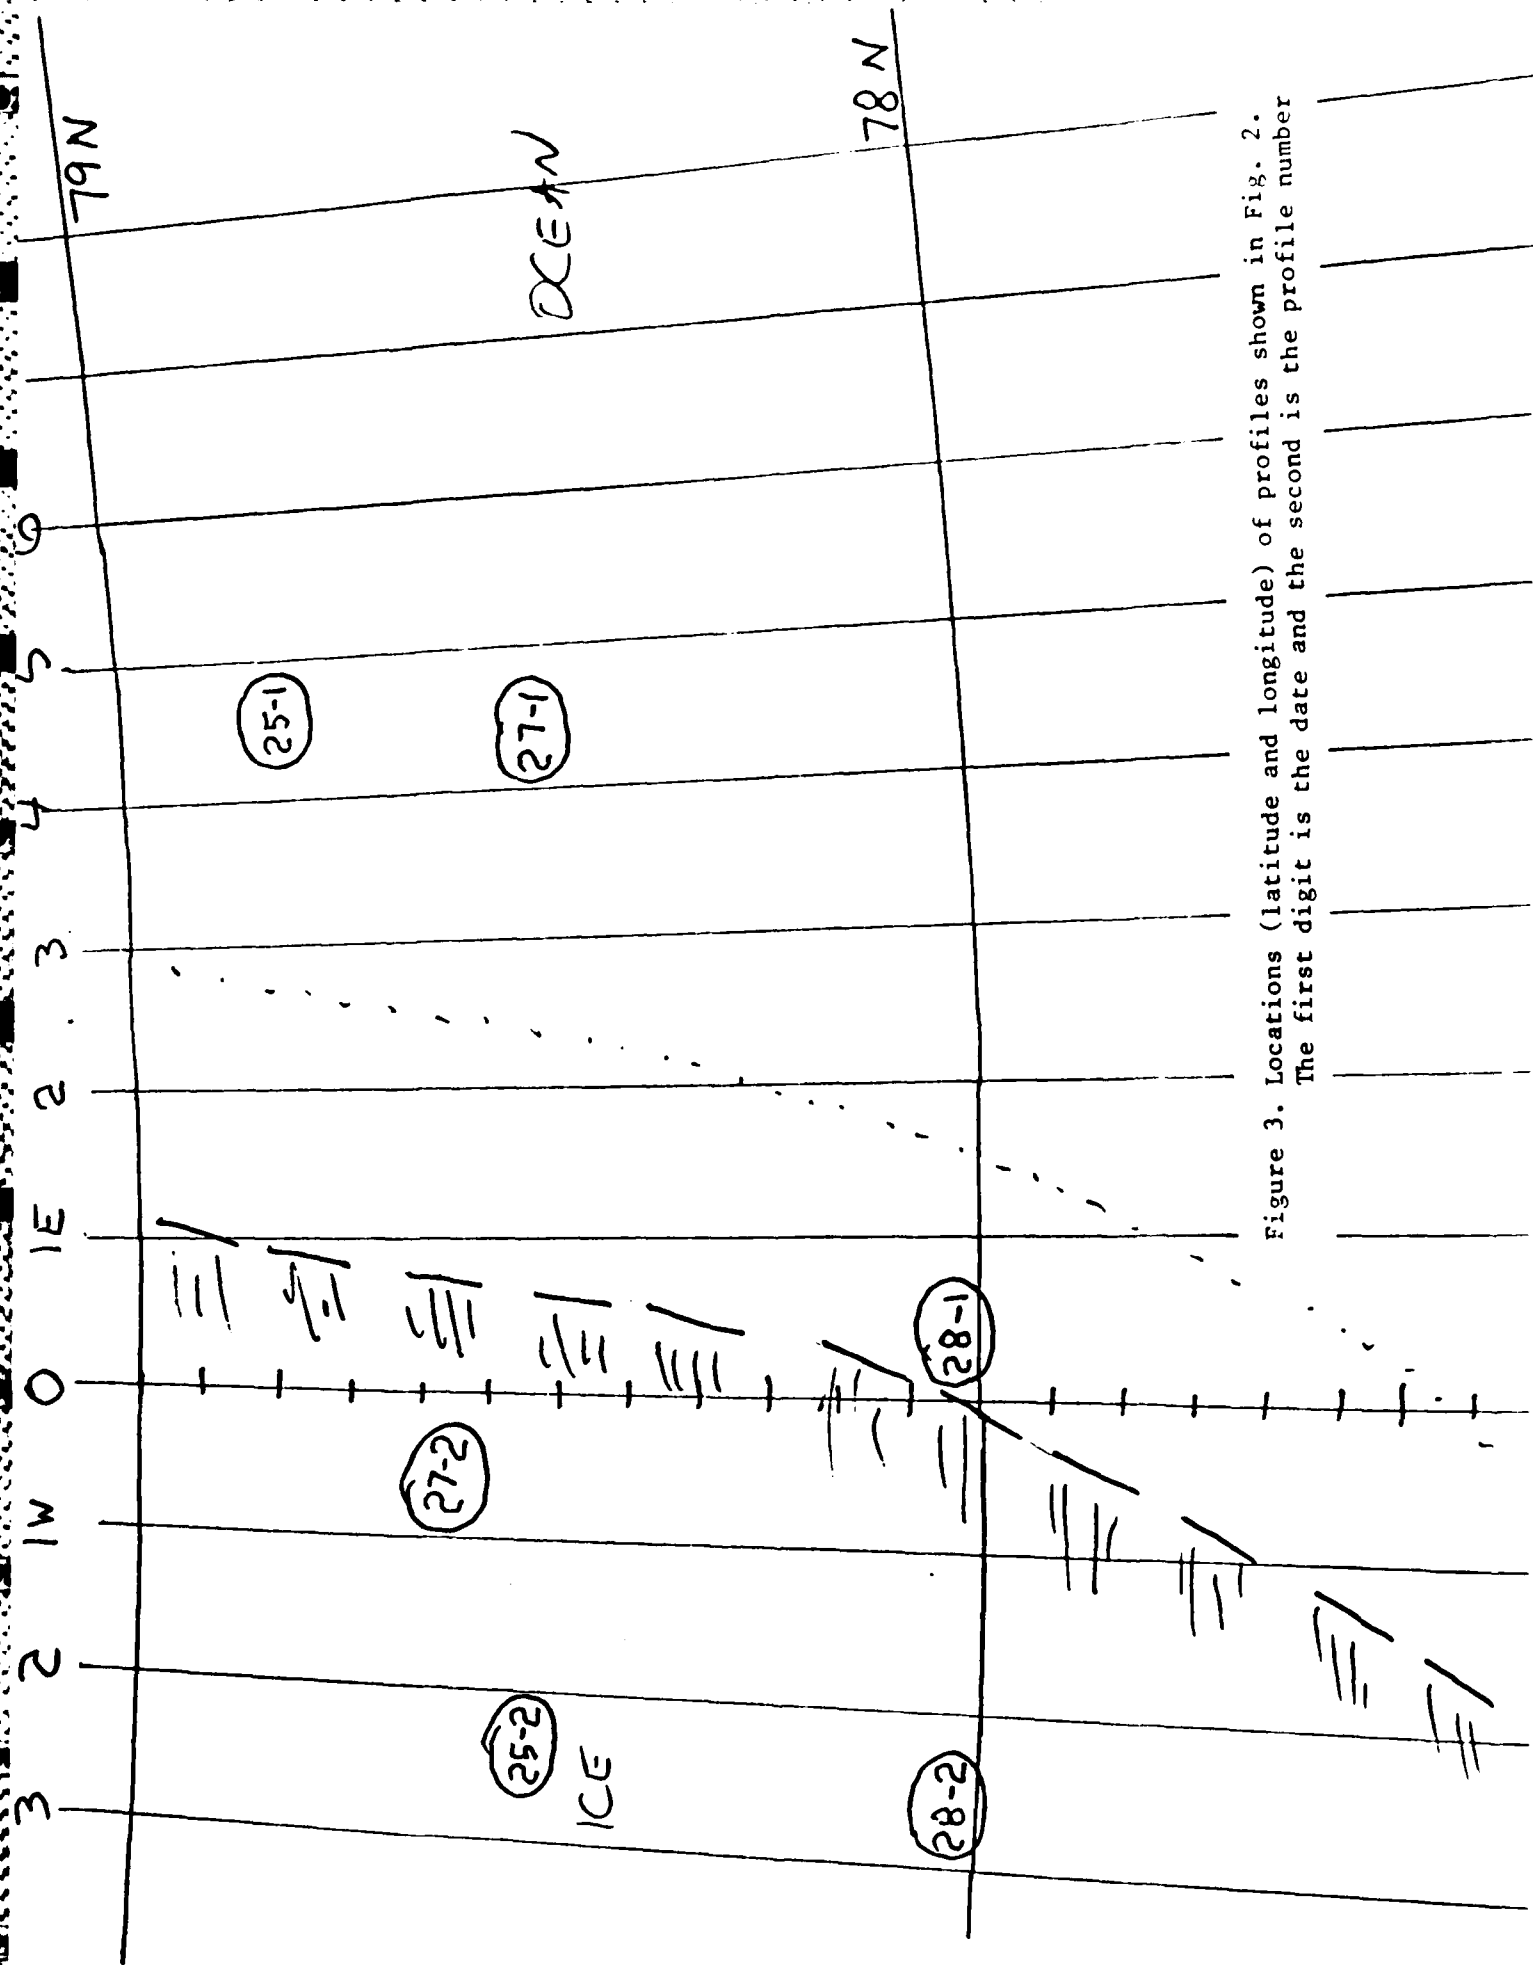 3 2 1W 0 1E 2 3 4 5 6
79N
25-1
27-2
25-2
27-1
OCEAN
ICE
28-2
28-1
78N
Figure 3. Locations (latitude and longitude) of profiles shown in Fig. 2.
The first digit is the date and the second is the profile number